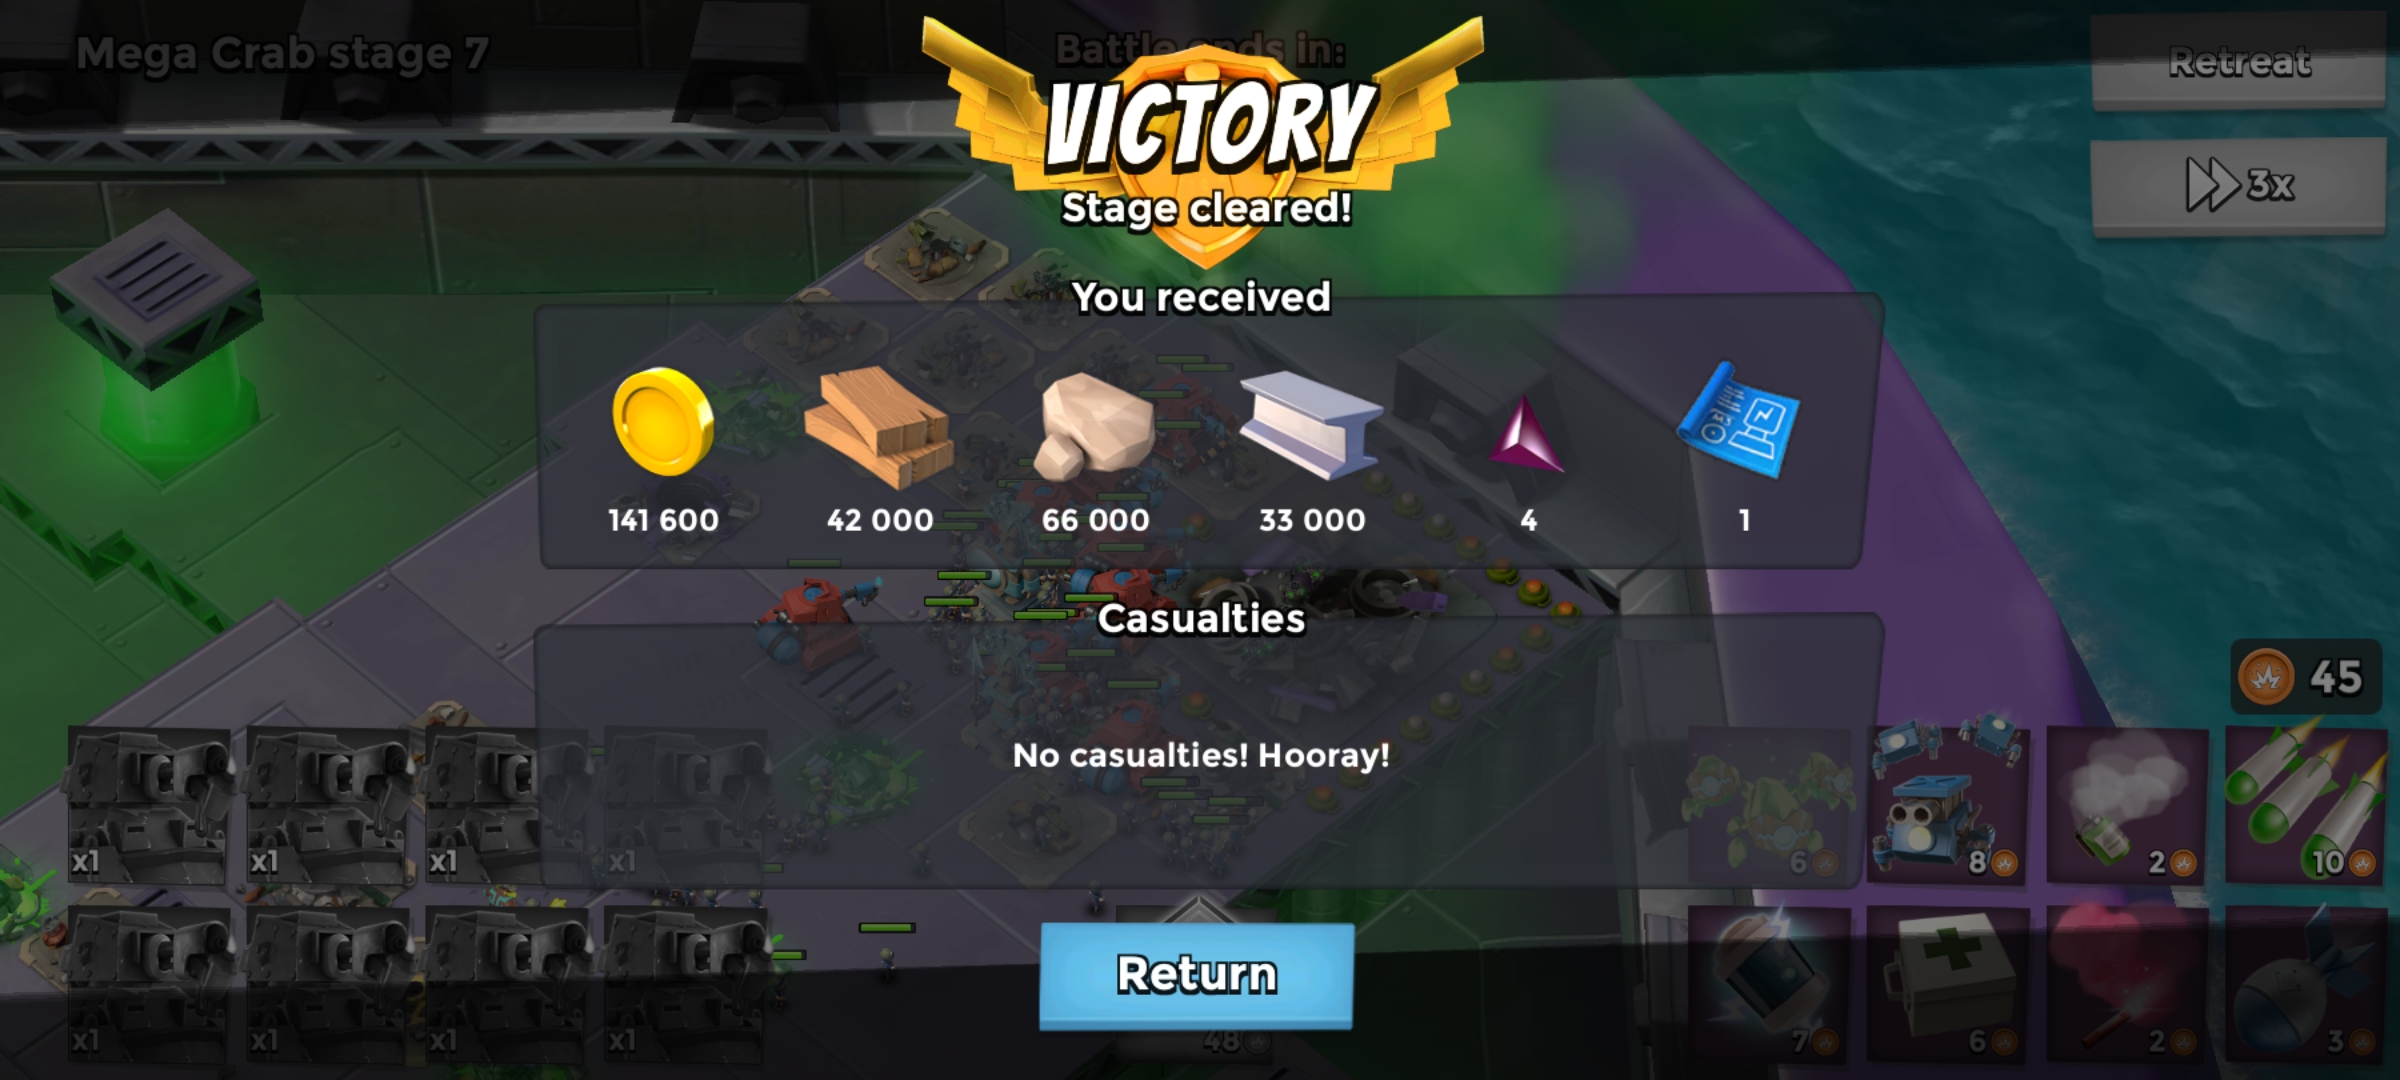 Mega Crab stage 7
Battle ends in:
Retreat
VICTORY
Stage cleared!
3x
You received
141 600
42 000
66 000
33 000
4
1
Casualties
No casualties! Hooray!
45
x1
x1
x1
x1
6
8
2
10
x1
x1
x1
x1
Return
48
7
6
2
3